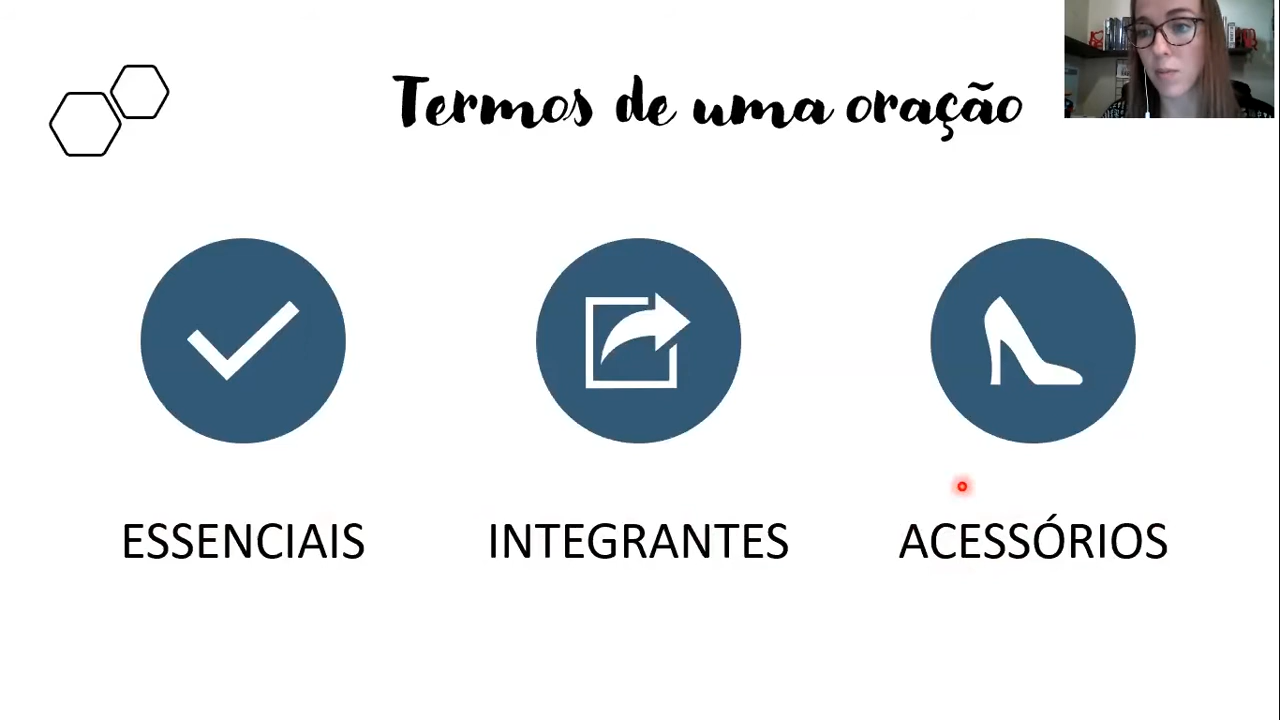 Termos de uma oração
ESSENCIAIS
INTEGRANTES
ACESSÓRIOS